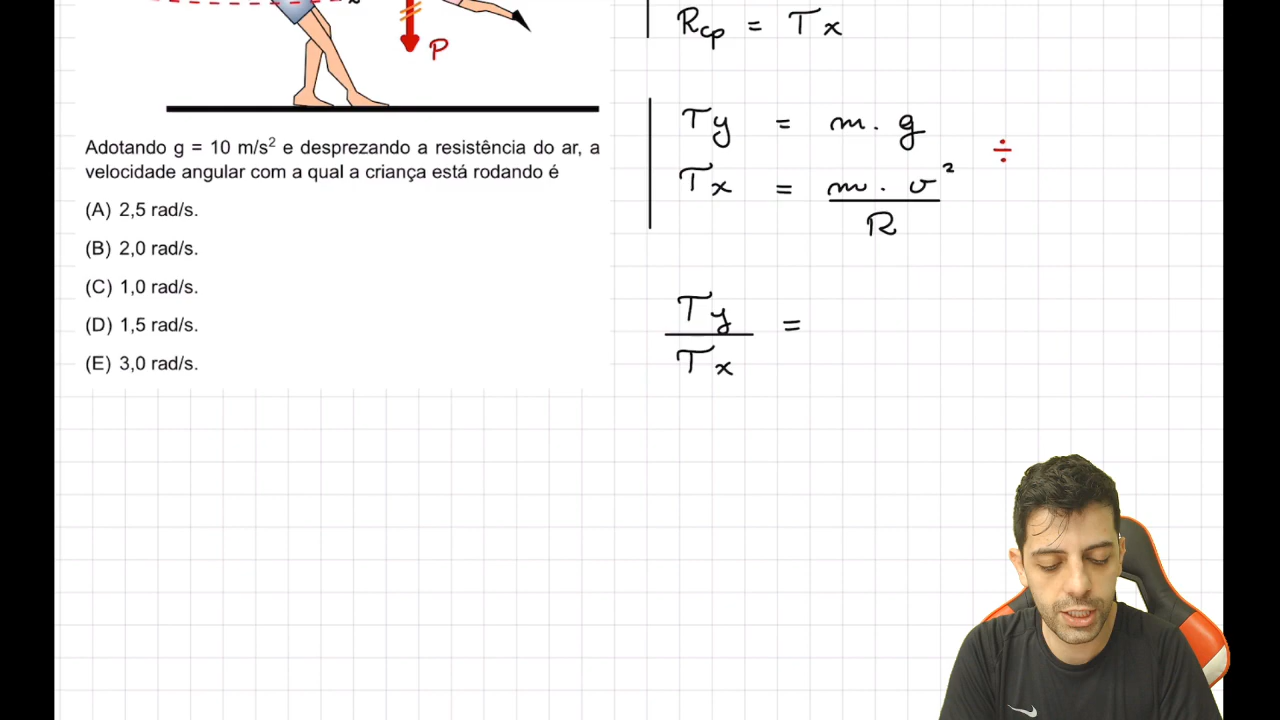 P
Adotando g = 10 m/s² e desprezando a resistência do ar, a
velocidade angular com a qual a criança está rodando é
(A) 2,5 rad/s.
(B) 2,0 rad/s.
(C) 1,0 rad/s.
(D) 1,5 rad/s.
(E) 3,0 rad/s.
Rcp = Tx
Ty = m . g
÷
Tx = m . v²
R
Ty
=
Tx